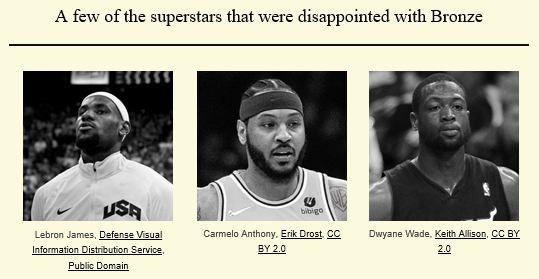 A few of the superstars that were disappointed with Bronze
USA
bibigo
Lebron James, Defense Visual
Information Distribution Service,
Public Domain
Carmelo Anthony, Erik Drost, CC
BY 2.0
Dwyane Wade, Keith Allison, CC BY
2.0